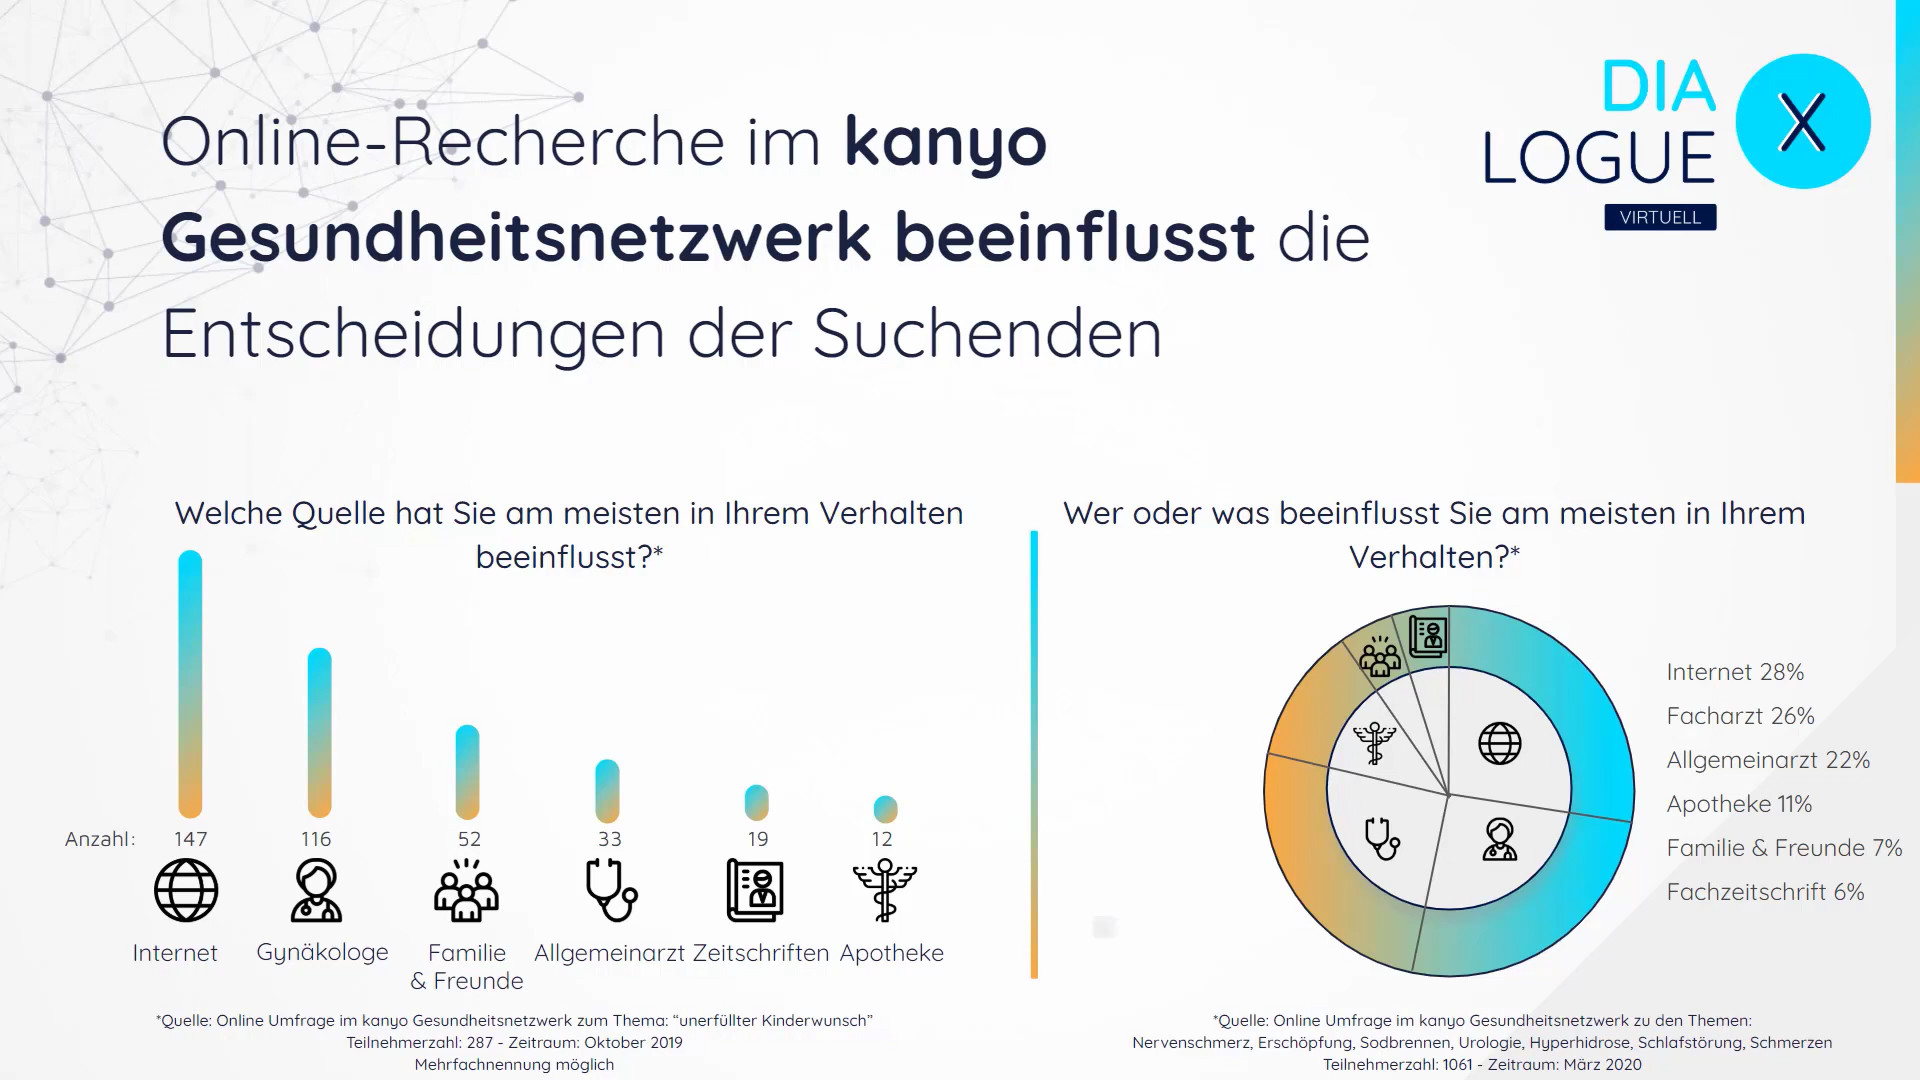 Online-Recherche im kanyo
Gesundheitsnetzwerk beeinflusst die
Entscheidungen der Suchenden
DIA
LOGUE
X
VIRTUELL
Welche Quelle hat Sie am meisten in Ihrem Verhalten
beeinflusst?*
Anzahl: 147 116 52 33 19 12
Internet Gynäkologe Familie Allgemeinarzt Zeitschriften Apotheke
& Freunde
*Quelle: Online Umfrage im kanyo Gesundheitsnetzwerk zum Thema: “unerfüllter Kinderwunsch”
Teilnehmerzahl: 287 - Zeitraum: Oktober 2019
Mehrfachnennung möglich
Wer oder was beeinflusst Sie am meisten in Ihrem
Verhalten?*
Internet 28%
Facharzt 26%
Allgemeinarzt 22%
Apotheke 11%
Familie & Freunde 7%
Fachzeitschrift 6%
*Quelle: Online Umfrage im kanyo Gesundheitsnetzwerk zu den Themen:
Nervenschmerz, Erschöpfung, Sodbrennen, Urologie, Hyperhidrose, Schlafstörung, Schmerzen
Teilnehmerzahl: 1061 - Zeitraum: März 2020